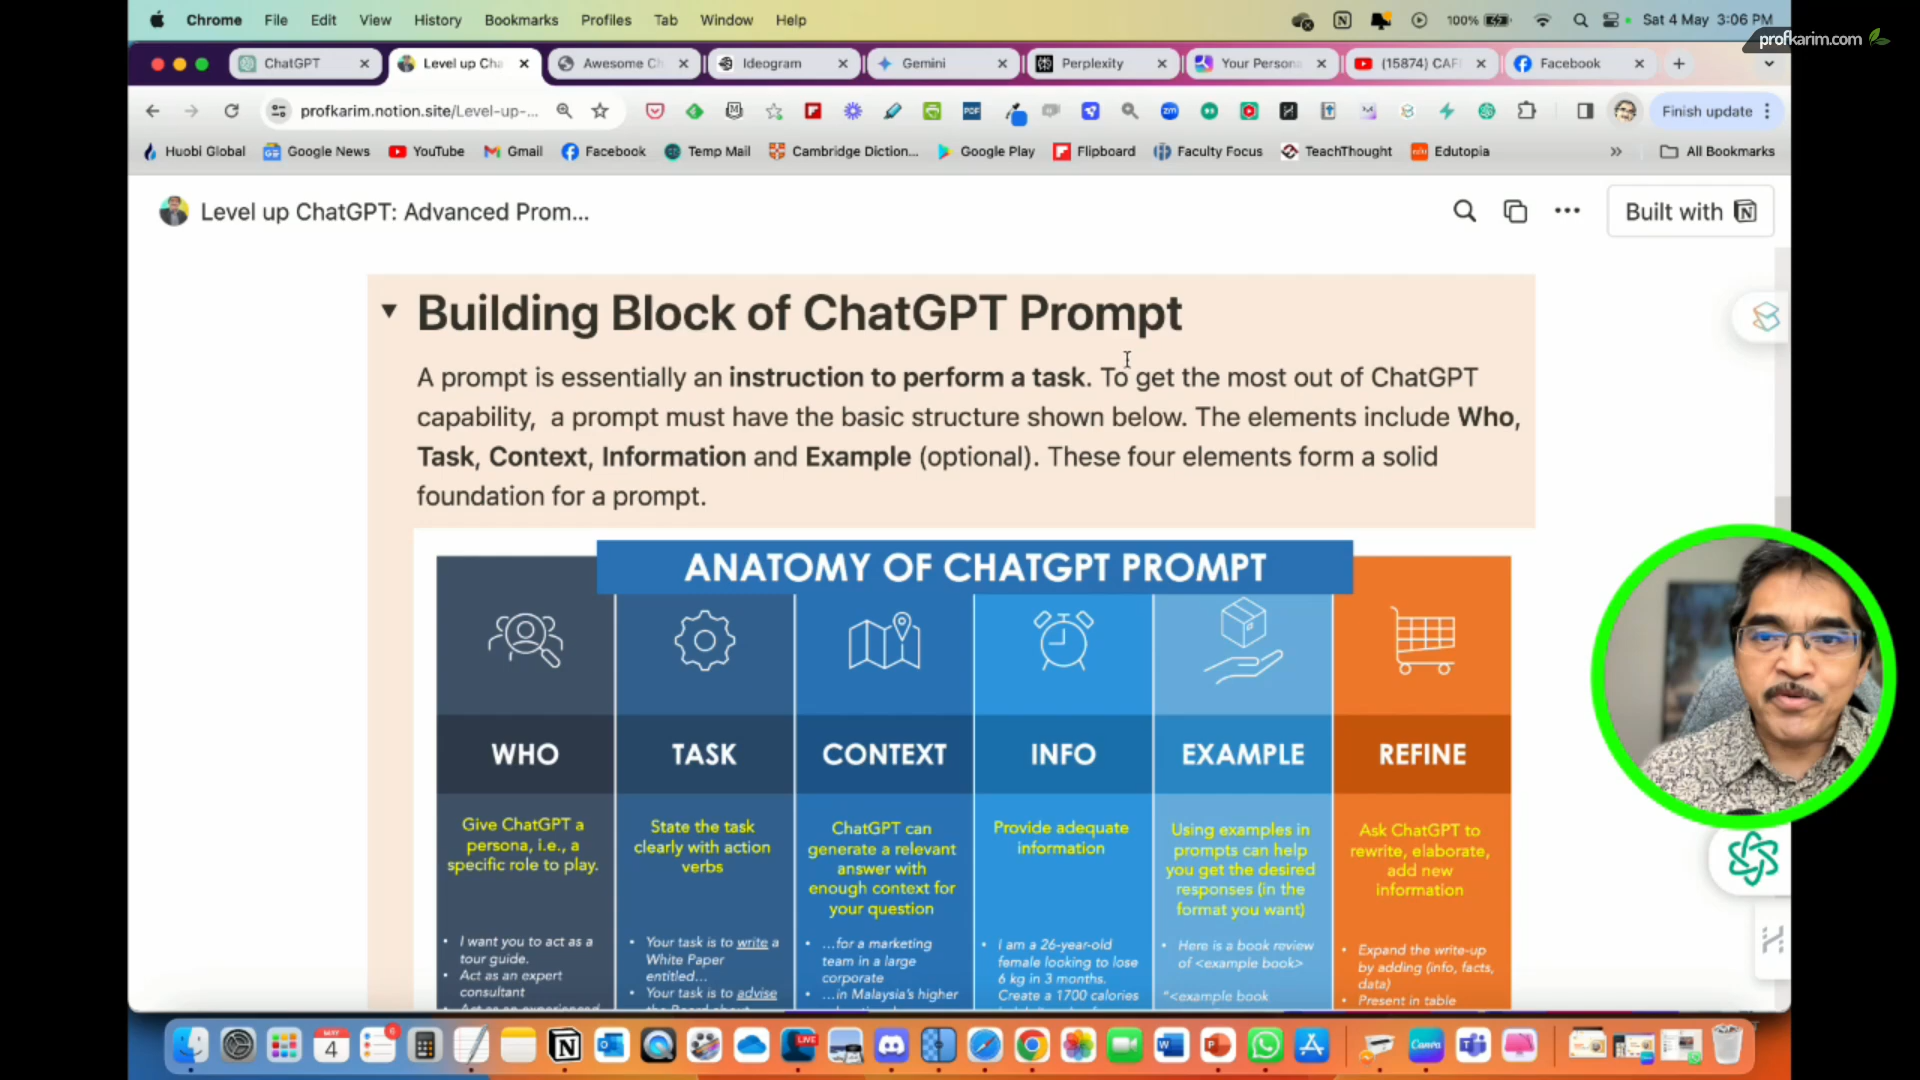 Chrome File Edit View History Bookmarks Profiles Tab Window Help
100%
Sat 4 May 3:06 PM
profkarim.com
ChatGPT
Level up Cha
Awesome Ch
Ideogram
Gemini
Perplexity
Your Persona
(15874) CAF
Facebook
profkarim.notion.site/Level-up-...
Finish update
Huobi Global
Google News
YouTube
Gmail
Facebook
Temp Mail
Cambridge Diction...
Google Play
Flipboard
Faculty Focus
TeachThought
Edutopia
All Bookmarks
Level up ChatGPT: Advanced Prom...
Built with
Building Block of ChatGPT Prompt
A prompt is essentially an instruction to perform a task. To get the most out of ChatGPT
capability, a prompt must have the basic structure shown below. The elements include Who,
Task, Context, Information and Example (optional). These four elements form a solid
foundation for a prompt.
ANATOMY OF CHATGPT PROMPT
WHO
Give ChatGPT a
persona, i.e., a
specific role to play.
• I want you to act as a
tour guide.
• Act as an expert
consultant
TASK
State the task
clearly with action
verbs
• Your task is to write a
White Paper
entitled...
• Your task is to advise
CONTEXT
ChatGPT can
generate a relevant
answer with
enough context for
your question
• ...for a marketing
team in a large
corporate
• ...in Malaysia's higher
INFO
Provide adequate
information
• I am a 26-year-old
female looking to lose
6 kg in 3 months.
Create a 1700 calories
EXAMPLE
Using examples in
prompts can help
you get the desired
responses (in the
format you want)
• Here is a book review
of <example book>
"<example book
REFINE
Ask ChatGPT to
rewrite, elaborate,
add new
information
• Expand the write-up
by adding (info, facts,
data)
• Present in table